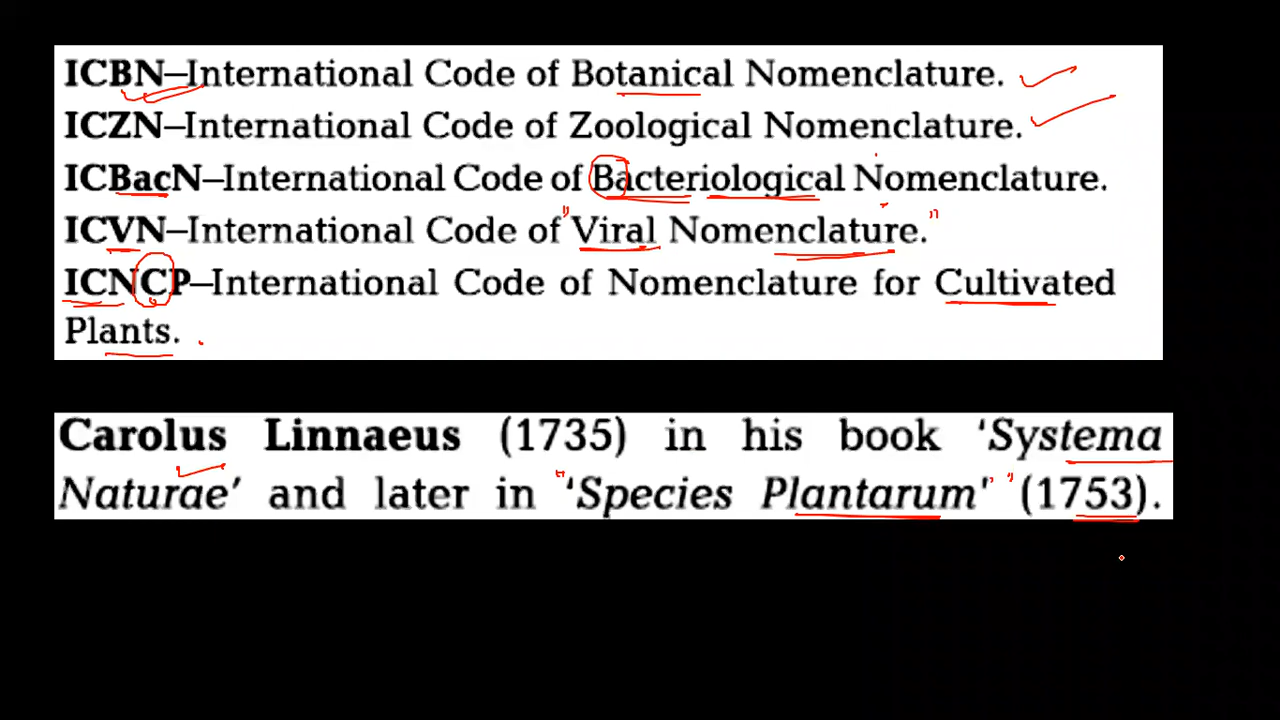 ICBN–International Code of Botanical Nomenclature.
ICZN–International Code of Zoological Nomenclature.
ICBacN–International Code of Bacteriological Nomenclature.
ICVN–International Code of "Viral Nomenclature."
ICNCP–International Code of Nomenclature for Cultivated
Plants.
Carolus Linnaeus (1735) in his book 'Systema
Naturae' and later in "'Species Plantarum'" (1753).